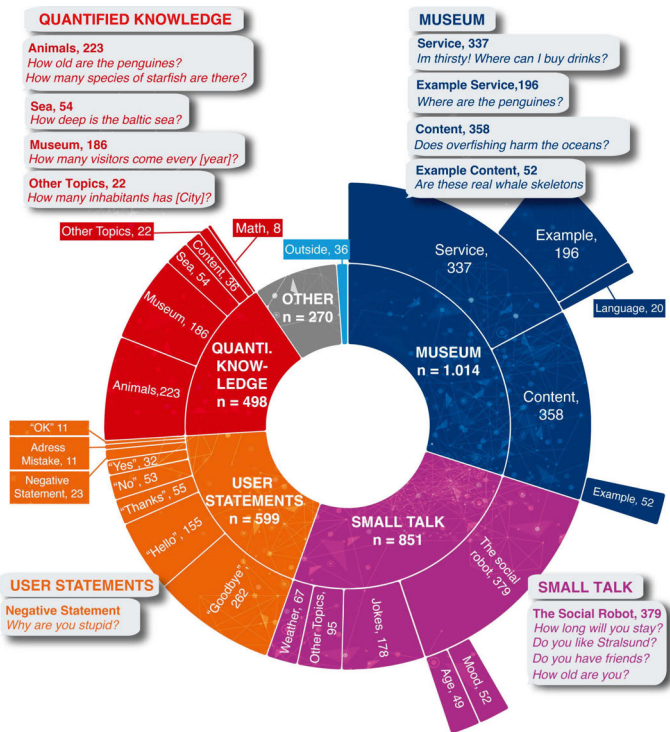 QUANTIFIED KNOWLEDGE
Animals, 223
How old are the penguines?
How many species of starfish are there?
Sea, 54
How deep is the baltic sea?
Museum, 186
How many visitors come every [year]?
Other Topics, 22
How many inhabitants has [City]?
MUSEUM
Service, 337
Im thirsty! Where can I buy drinks?
Example Service,196
Where are the penguines?
Content, 358
Does overfishing harm the oceans?
Example Content, 52
Are these real whale skeletons
Other Topics, 22
Math, 8
Outside, 36
Sea, 54
Content, 36
Museum, 186
Animals,223
OTHER
n = 270
QUANTI.
KNOW-
LEDGE
n = 498
Service,
337
Example,
196
Language, 20
MUSEUM
n = 1.014
Content,
358
Example, 52
"OK" 11
Adress
Mistake, 11
Negative
Statement, 23
"Yes", 32
"No", 53
"Thanks", 55
"Hello", 155
"Goodbye",
262
USER
STATEMENTS
n = 599
SMALL TALK
n = 851
The social
robot, 379
Weather, 67
Other Topics,
95
Jokes, 178
Age, 49
Mood, 52
USER STATEMENTS
Negative Statement
Why are you stupid?
SMALL TALK
The Social Robot, 379
How long will you stay?
Do you like Stralsund?
Do you have friends?
How old are you?